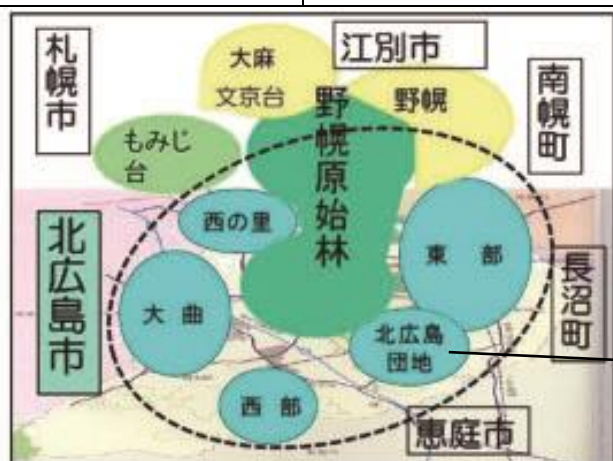 札幌市
大麻
文京台
江別市
野幌
南幌町
もみじ
台
野幌原始林
西の里
東部
北広島市
大曲
北広島
団地
長沼町
西部
恵庭市